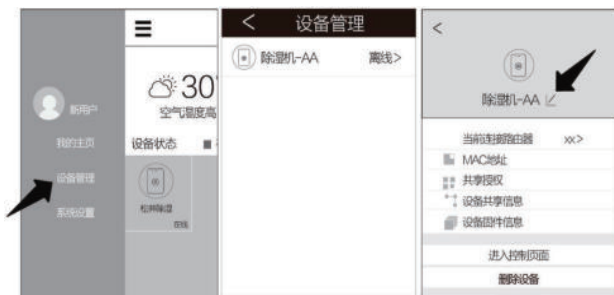 新用户
我的主页
设备管理
系统设置
30°
空气湿度高
设备状态
松井除湿
在线
设备管理
除湿机-AA
离线>
除湿机-AA
当前连接路由器
xx>
MAC地址
共享授权
设备共享信息
设备固件信息
进入控制页面
删除设备